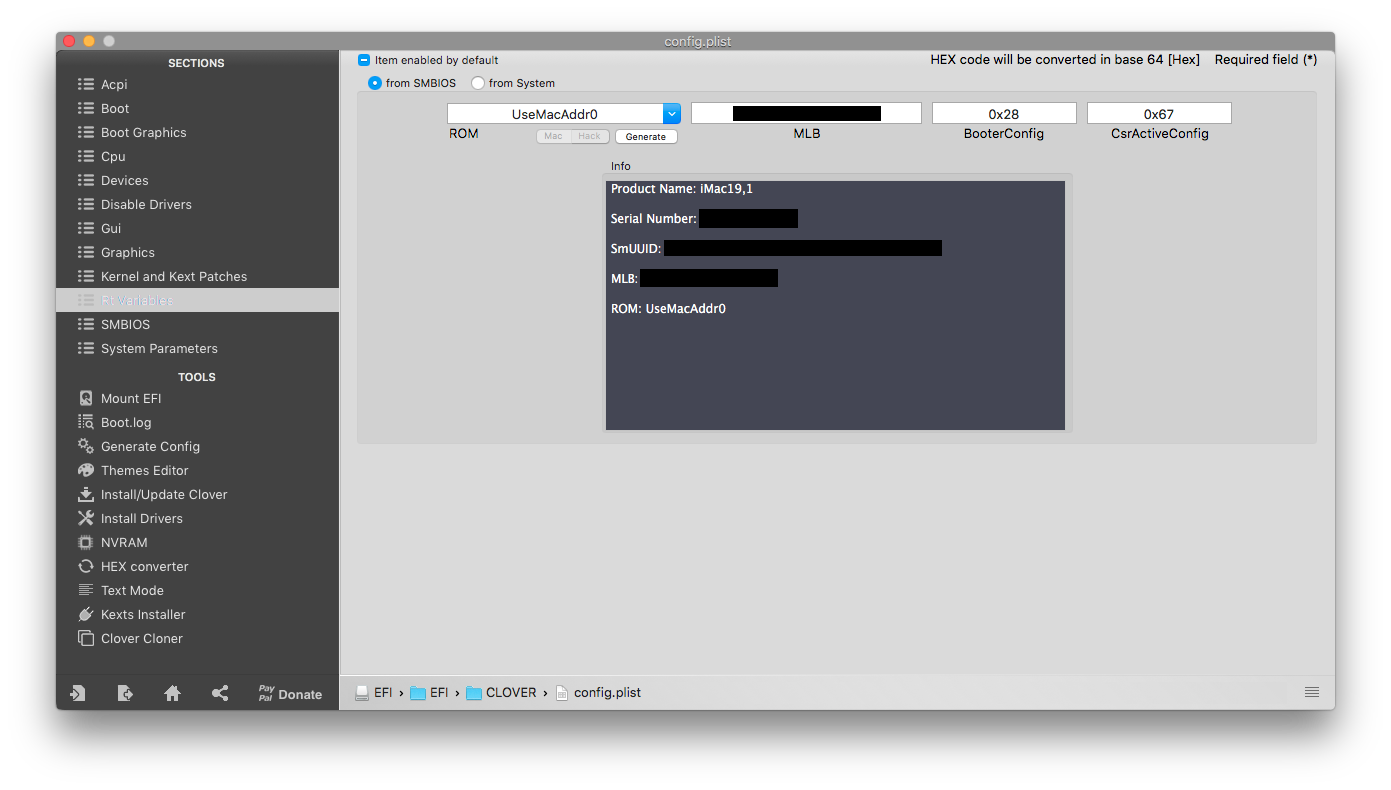 config.plist
SECTIONS
Acpi
Boot
Boot Graphics
Cpu
Devices
Disable Drivers
Gui
Graphics
Kernel and Kext Patches
Rt Variables
SMBIOS
System Parameters
TOOLS
Mount EFI
Boot.log
Generate Config
Themes Editor
Install/Update Clover
Install Drivers
NVRAM
HEX converter
Text Mode
Kexts Installer
Clover Cloner
Pay
Pal Donate
Item enabled by default HEX code will be converted in base 64 [Hex] Required field (*)
from SMBIOS from System
UseMacAddr0 0x28 0x67
ROM Mac Hack Generate MLB BooterConfig CsrActiveConfig
Info
Product Name: iMac19,1
Serial Number:
SmUUID:
MLB:
ROM: UseMacAddr0
EFI › EFI › CLOVER › config.plist